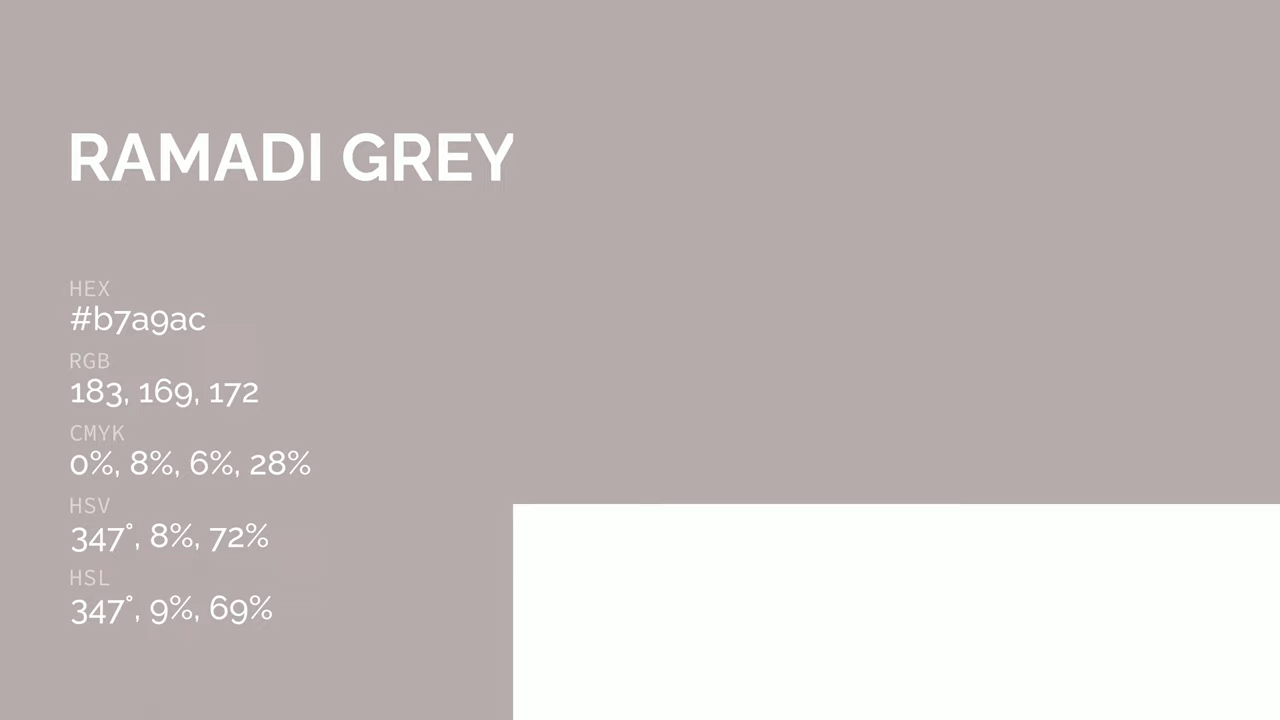 RAMADI GREY
HEX
#b7a9ac
RGB
183, 169, 172
CMYK
0%, 8%, 6%, 28%
HSV
347°, 8%, 72%
HSL
347°, 9%, 69%